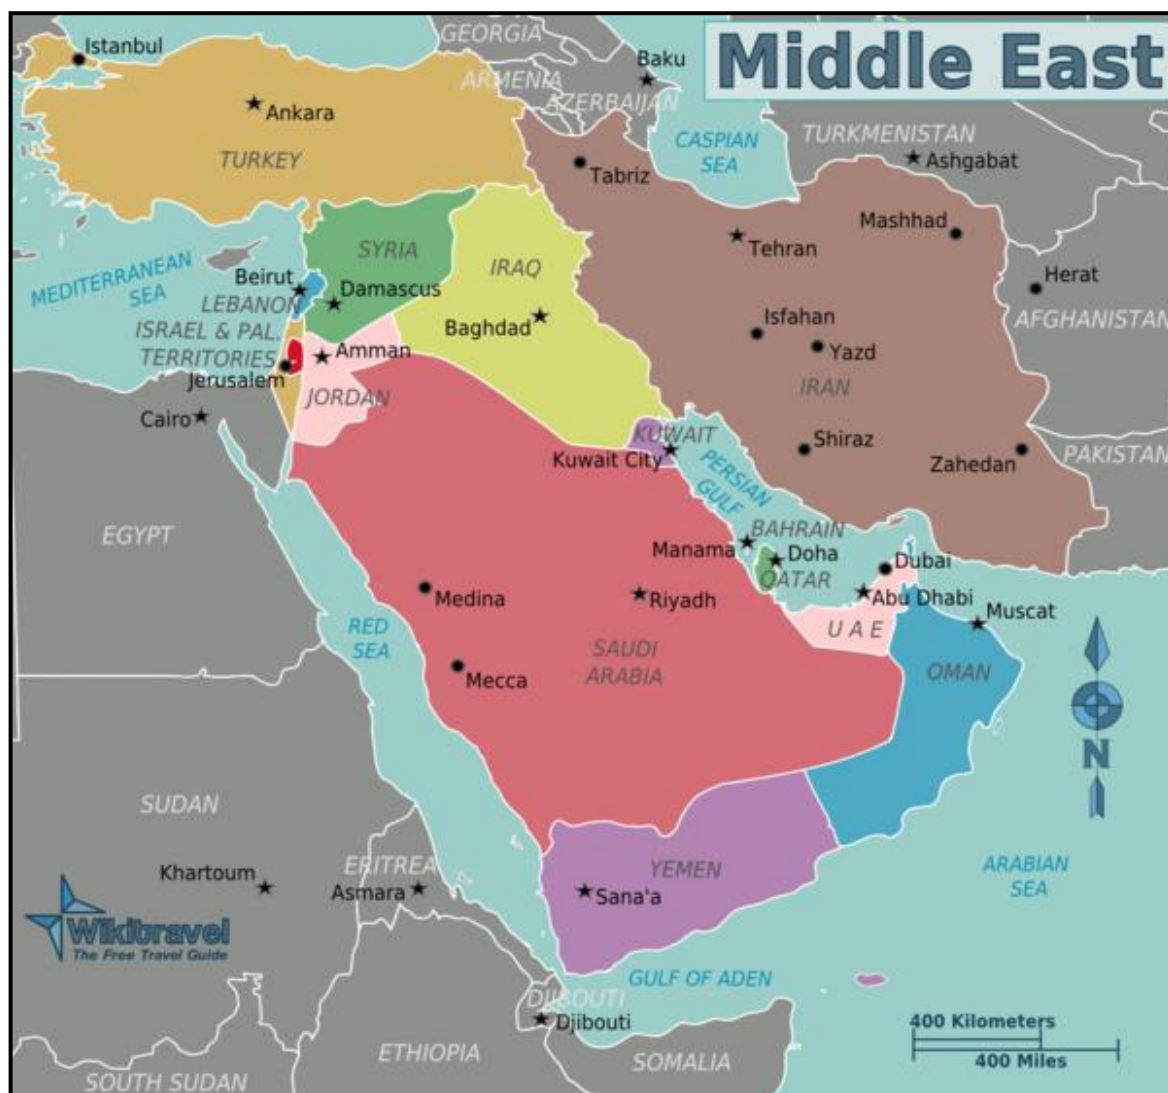 Middle East
GEORGIA
Istanbul
Baku
ARMENIA
AZERBAIJAN
Ankara
TURKEY
CASPIAN
SEA
TURKMENISTAN
Ashgabat
Tabriz
Mashhad
Tehran
SYRIA
IRAQ
MEDITERRANEAN
SEA
Beirut
Damascus
LEBANON
Herat
AFGHANISTAN
Baghdad
Isfahan
Yazd
ISRAEL & PAL.
TERRITORIES
Amman
Jerusalem
JORDAN
IRAN
Cairo
KUWAIT
Kuwait City
Shiraz
Zahedan
PAKISTAN
PERSIAN
GULF
EGYPT
BAHRAIN
Manama
Doha
QATAR
Dubai
Abu Dhabi
Medina
Riyadh
Muscat
U A E
RED
SEA
SAUDI
ARABIA
Mecca
OMAN
N
SUDAN
ERITREA
YEMEN
ARABIAN
SEA
Khartoum
Asmara
Sana'a
Wikitravel
The Free Travel Guide
GULF OF ADEN
DJIBOUTI
Djibouti
400 Kilometers
400 Miles
ETHIOPIA
SOMALIA
SOUTH SUDAN